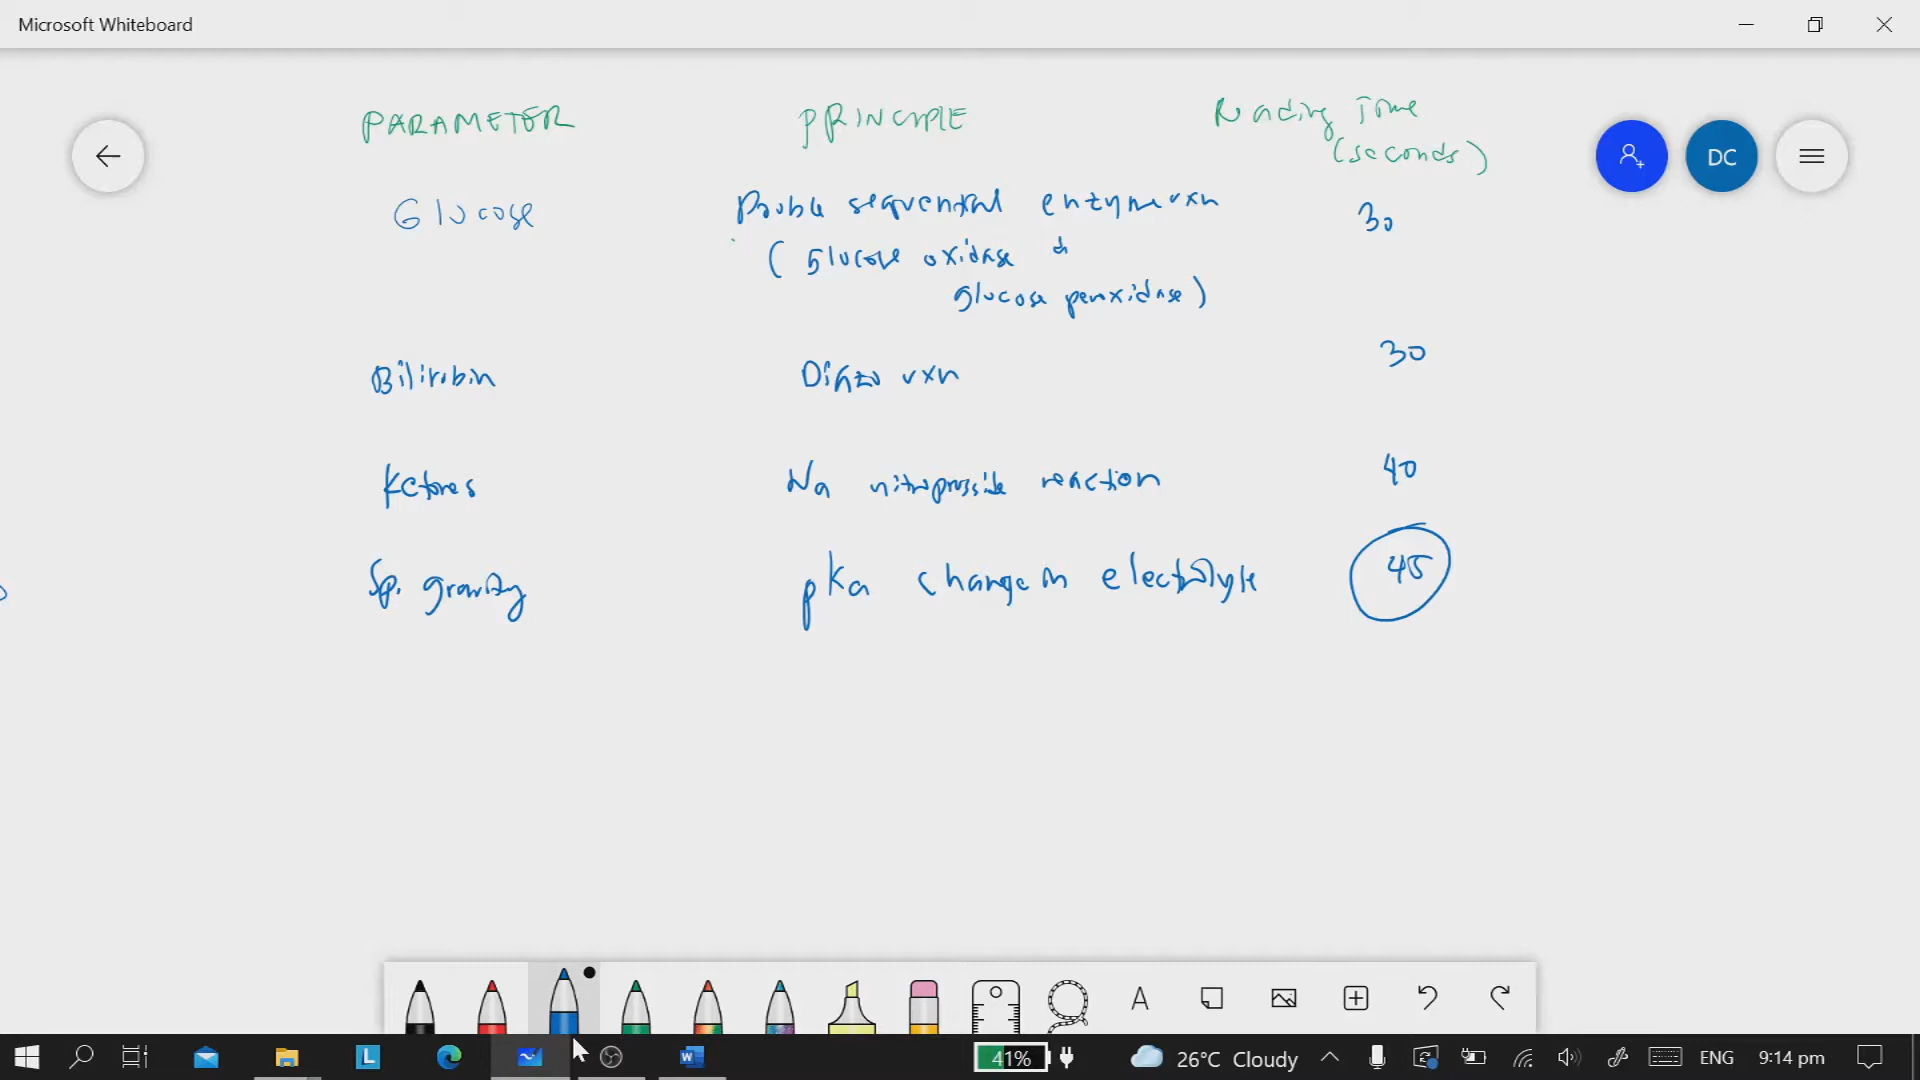 Microsoft Whiteboard
PARAMETER PRINCIPLE Reading Time
(seconds)
DC
Glucose Double sequential enzyme rxn 30
( glucose oxidase &
glucose peroxidase )
Bilirubin Diazo rxn 30
Ketones Na nitroprusside reaction 40
Sp. gravity pKa change in electrolyte 45
A
L
W
41%
26°C Cloudy
ENG
9:14 pm